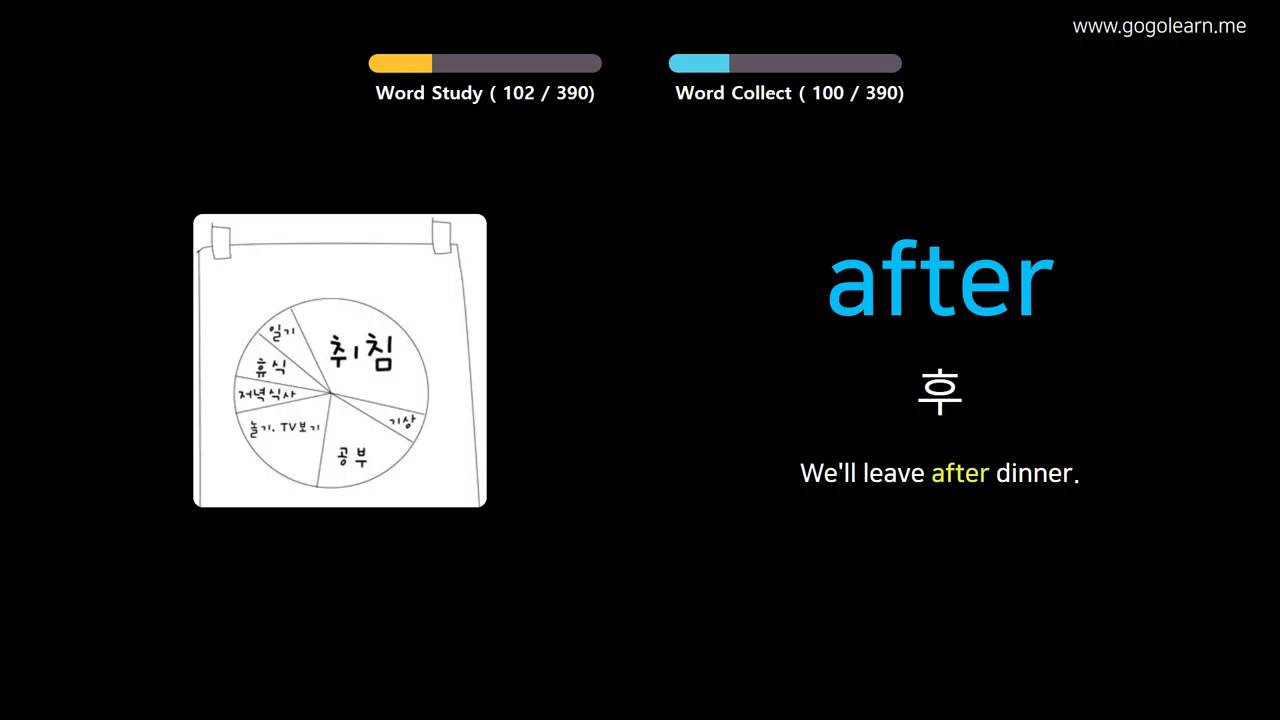 www.gogolearn.me
Word Study ( 102 / 390)
Word Collect ( 100 / 390)
일기
취침
휴식
저녁식사
놀기. TV보기
기상
공부
after
후
We'll leave after dinner.